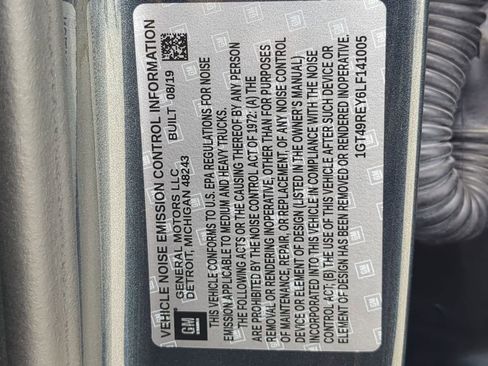 VEHICLE NOISE EMISSION CONTROL INFORMATION
GENERAL MOTORS LLC BUILT 08/19
DETROIT, MICHIGAN 48243
GM
THIS VEHICLE CONFORMS TO U.S. EPA REGULATIONS FOR NOISE
EMISSION APPLICABLE TO MEDIUM AND HEAVY TRUCKS.
THE FOLLOWING ACTS OR THE CAUSING THEREOF BY ANY PERSON
ARE PROHIBITED BY THE NOISE CONTROL ACT OF 1972: (A) THE
REMOVAL OR RENDERING INOPERATIVE, OTHER THAN FOR PURPOSES
OF MAINTENANCE, REPAIR, OR REPLACEMENT, OF ANY NOISE CONTROL
DEVICE OR ELEMENT OF DESIGN (LISTED IN THE OWNER'S MANUAL)
INCORPORATED INTO THIS VEHICLE IN COMPLIANCE WITH THE NOISE
CONTROL ACT, (B) THE USE OF THIS VEHICLE AFTER SUCH DEVICE OR
ELEMENT OF DESIGN HAS BEEN REMOVED OR RENDERED INOPERATIVE.
1GT49REY6LF141005